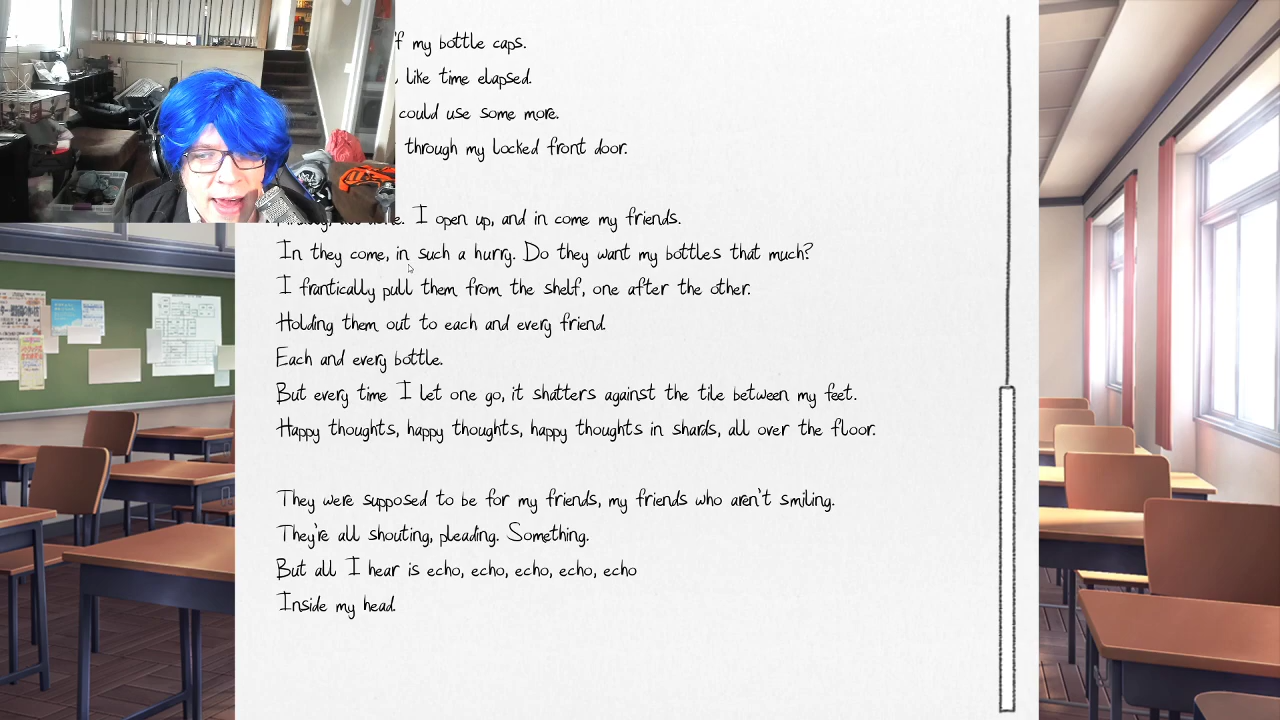 my bottle caps.
like time elapsed.
could use some more.
through my locked front door.
I open up, and in come my friends.
In they come, in such a hurry. Do they want my bottles that much?
I frantically pull them from the shelf, one after the other.
Holding them out to each and every friend.
Each and every bottle.
But every time I let one go, it shatters against the tile between my feet.
Happy thoughts, happy thoughts, happy thoughts in shards, all over the floor.
They were supposed to be for my friends, my friends who aren't smiling.
They're all shouting, pleading. Something.
But all I hear is echo, echo, echo, echo, echo
Inside my head.